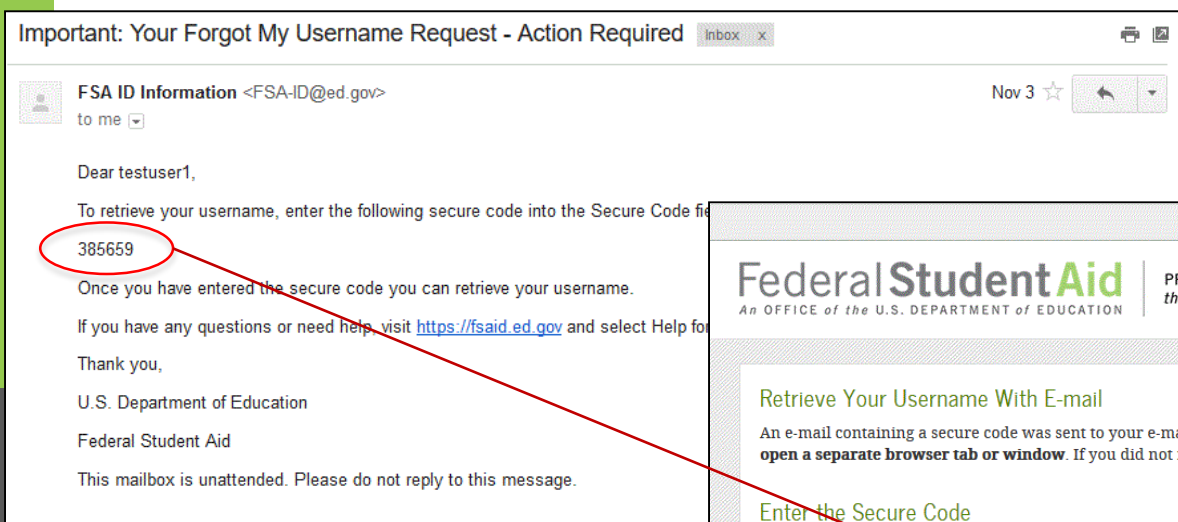 Important: Your Forgot My Username Request - Action Required Inbox x
FSA ID Information <FSA-ID@ed.gov>
Nov 3
to me
Dear testuser1,
To retrieve your username, enter the following secure code into the Secure Code
385659
Once you have entered the secure code you can retrieve your username.
If you have any questions or need help, visit https://fsaid.ed.gov and select Help for
Thank you,
U.S. Department of Education
Federal Student Aid
This mailbox is unattended. Please do not reply to this message.
Federal Student Aid
An OFFICE of the U.S. DEPARTMENT of EDUCATION
Retrieve Your Username With E-mail
An e-mail containing a secure code was sent to your
open a separate browser tab or window. If you did not
Enter the Secure Code